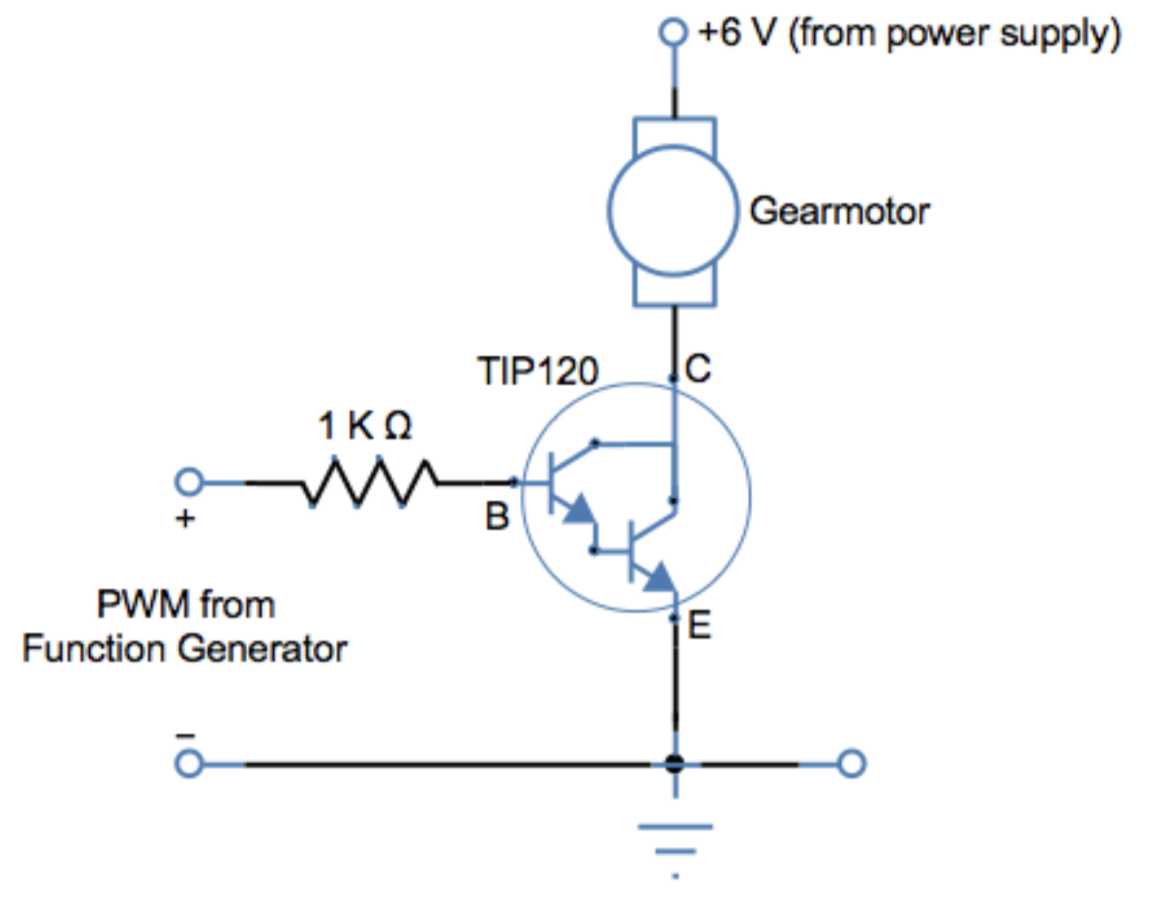 +6 V (from power supply)
Gearmotor
TIP120
C
1 K Ω
B
+
PWM from
Function Generator
E
–